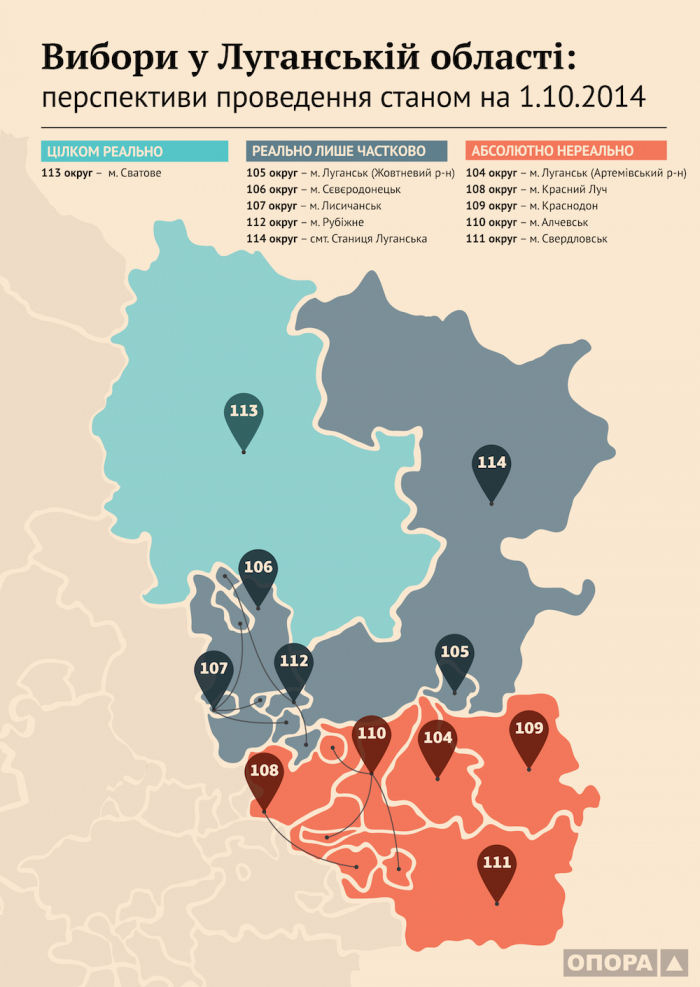 Вибори у Луганській області:
перспективи проведення станом на 1.10.2014
ЦІЛКОМ РЕАЛЬНО
113 округ – м. Сватове
РЕАЛЬНО ЛИШЕ ЧАСТКОВО
105 округ – м. Луганськ (Жовтневий р-н)
106 округ – м. Сєвєродонецьк
107 округ – м. Лисичанськ
112 округ – м. Рубіжне
114 округ – смт. Станиця Луганська
АБСОЛЮТНО НЕРЕАЛЬНО
104 округ – м. Луганськ (Артемівський р-н)
108 округ – м. Красний Луч
109 округ – м. Краснодон
110 округ – м. Алчевськ
111 округ – м. Свердловськ
113
114
106
105
112
107
109
110
104
108
111
ОПОРА